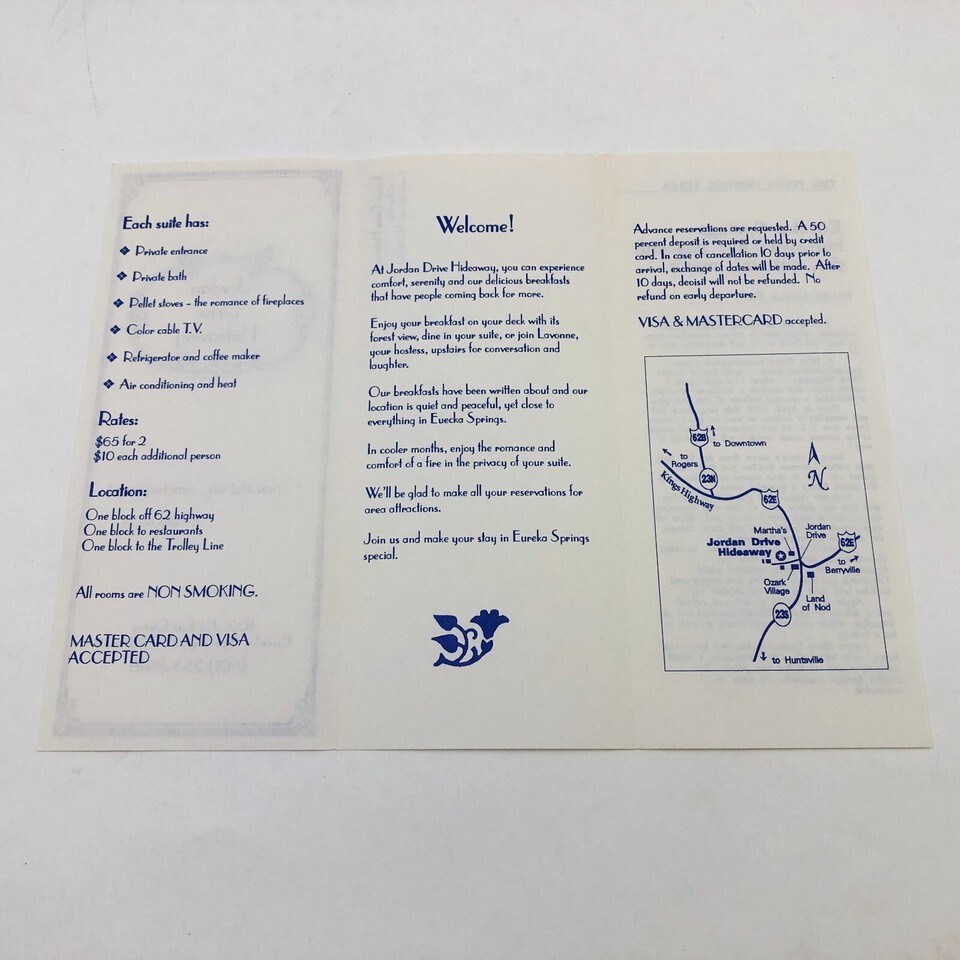 Each suite has:
❖ Private entrance
❖ Private bath
❖ Pellet stoves - the romance of fireplaces
❖ Color cable T.V.
❖ Refrigerator and coffee maker
❖ Air conditioning and heat
Rates:
$65 for 2
$10 each additional person
Location:
One block off 62 highway
One block to restaurants
One block to the Trolley Line
All rooms are NON SMOKING.
MASTER CARD AND VISA
ACCEPTED
Welcome!
At Jordan Drive Hideaway, you can experience
comfort, serenity and our delicious breakfasts
that have people coming back for more.
Enjoy your breakfast on your deck with its
forest view, dine in your suite, or join Lavonne,
your hostess, upstairs for conversation and
laughter.
Our breakfasts have been written about and our
location is quiet and peaceful, yet close to
everything in Euecka Springs.
In cooler months, enjoy the romance and
comfort of a fire in the privacy of your suite.
We'll be glad to make all your reservations for
area attractions.
Join us and make your stay in Eureka Springs
special.
Advance reservations are requested. A 50
percent deposit is required or held by credit
card. In case of cancellation 10 days prior to
arrival, exchange of dates will be made. After
10 days, deoisit will not be refunded. No
refund on early departure.
VISA & MASTERCARD accepted.
62B
to Downtown
to
Rogers
23N
Kings Highway
62E
N
Martha's
Jordan
Drive
Jordan Drive
Hideaway
62E
to
Berryville
Ozark
Village
Land
of Nod
23S
to Huntsville